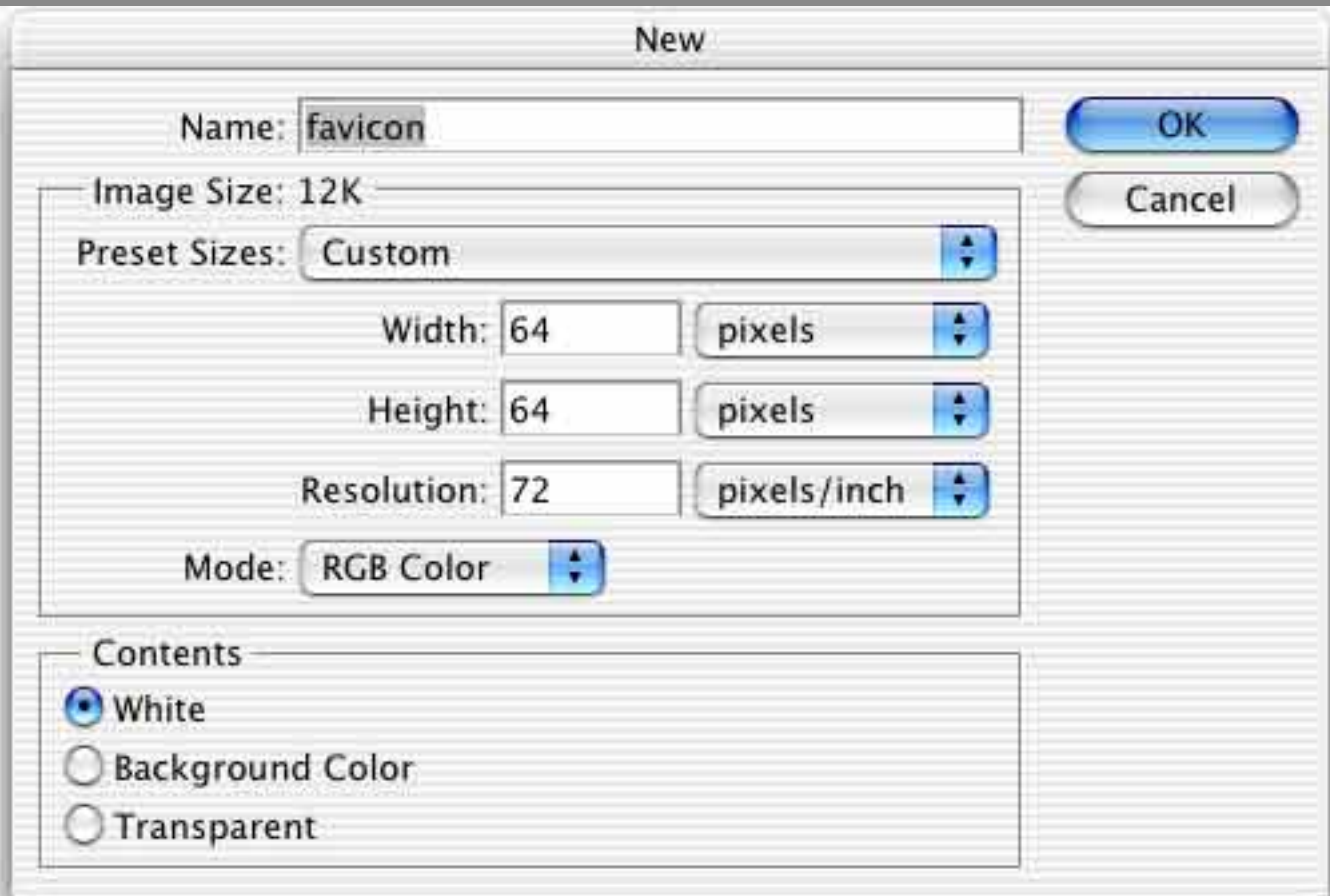 New
Name: favicon
OK
Image Size: 12K
Cancel
Preset Sizes: Custom
Width: 64 pixels
Height: 64 pixels
Resolution: 72 pixels/inch
Mode: RGB Color
Contents
White
Background Color
Transparent